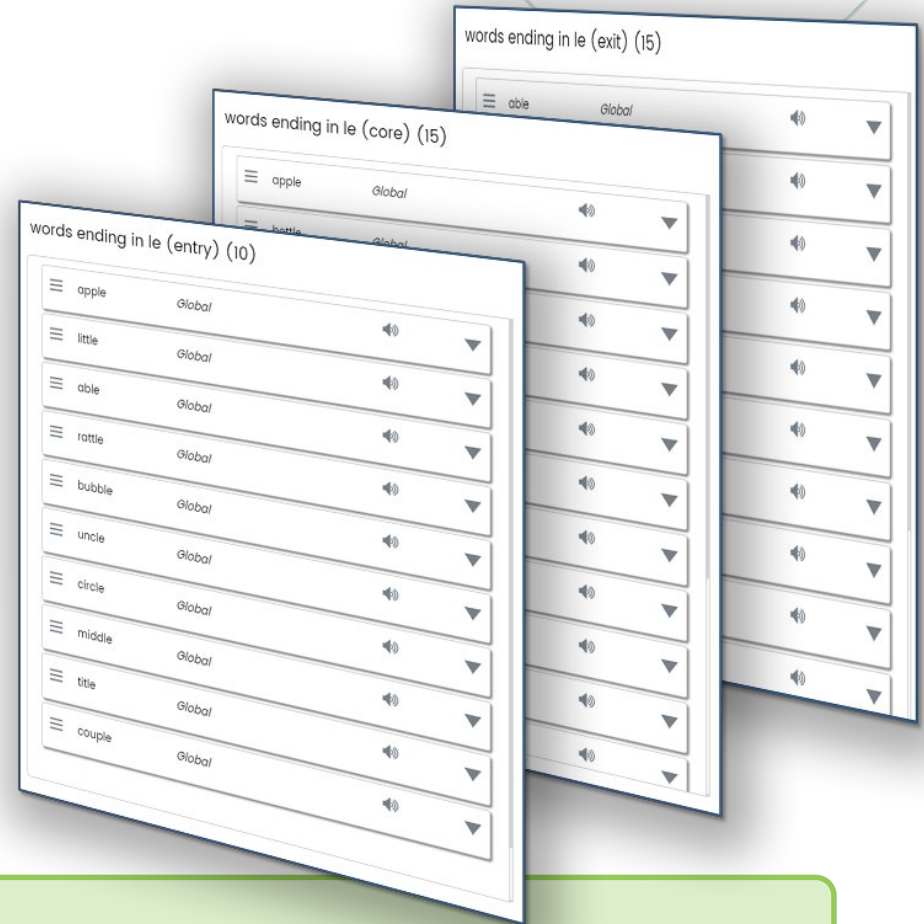 words ending in le (exit) (15)
able Global
words ending in le (core) (15)
apple Global
bottle Global
words ending in le (entry) (10)
apple Global
little Global
able Global
rattle Global
bubble Global
uncle Global
circle Global
middle Global
title Global
couple Global